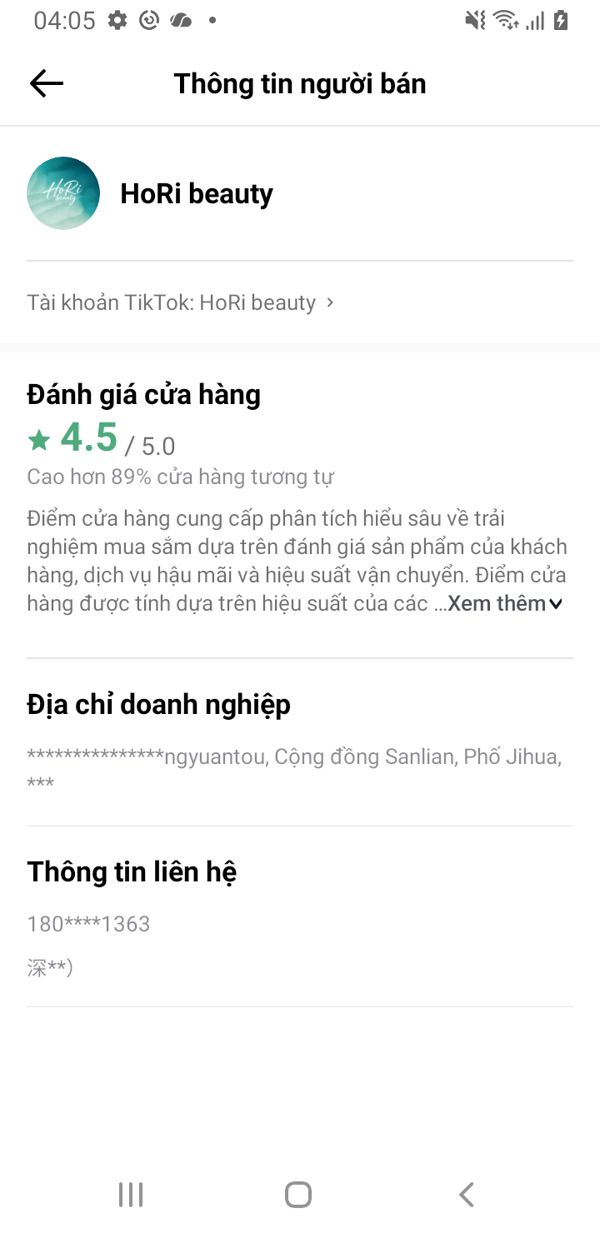 04:05
Thông tin người bán
HoRi
beauty
HoRi beauty
Tài khoản TikTok: HoRi beauty >
Đánh giá cửa hàng
★ 4.5 / 5.0
Cao hơn 89% cửa hàng tương tự
Điểm cửa hàng cung cấp phân tích hiểu sâu về trải
nghiệm mua sắm dựa trên đánh giá sản phẩm của khách
hàng, dịch vụ hậu mãi và hiệu suất vận chuyển. Điểm cửa
hàng được tính dựa trên hiệu suất của các ...Xem thêm
Địa chỉ doanh nghiệp
***************ngyuantou, Cộng đồng Sanlian, Phố Jihua,
***
Thông tin liên hệ
180****1363
深**)